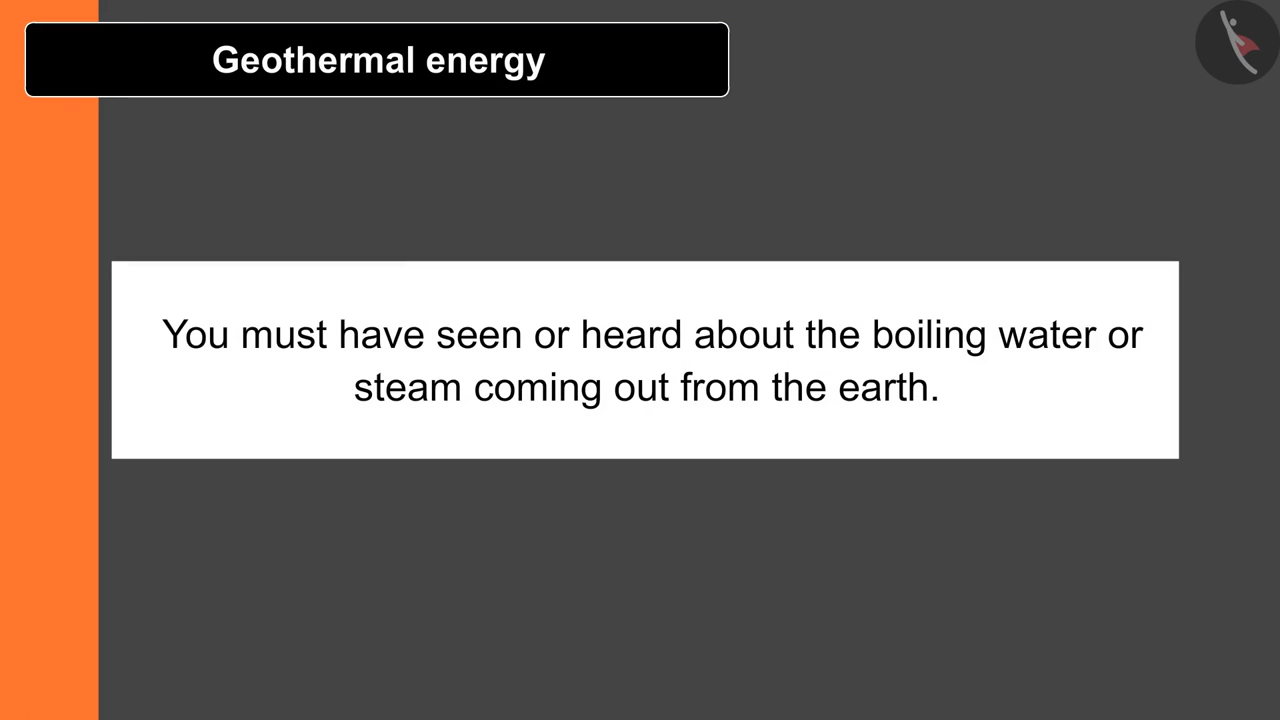 Geothermal energy
You must have seen or heard about the boiling water or
steam coming out from the earth.